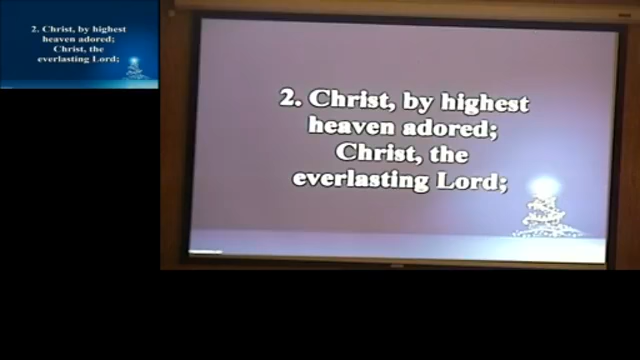 2. Christ, by highest
heaven adored;
Christ, the
everlasting Lord;
2. Christ, by highest
heaven adored;
Christ, the
everlasting Lord;